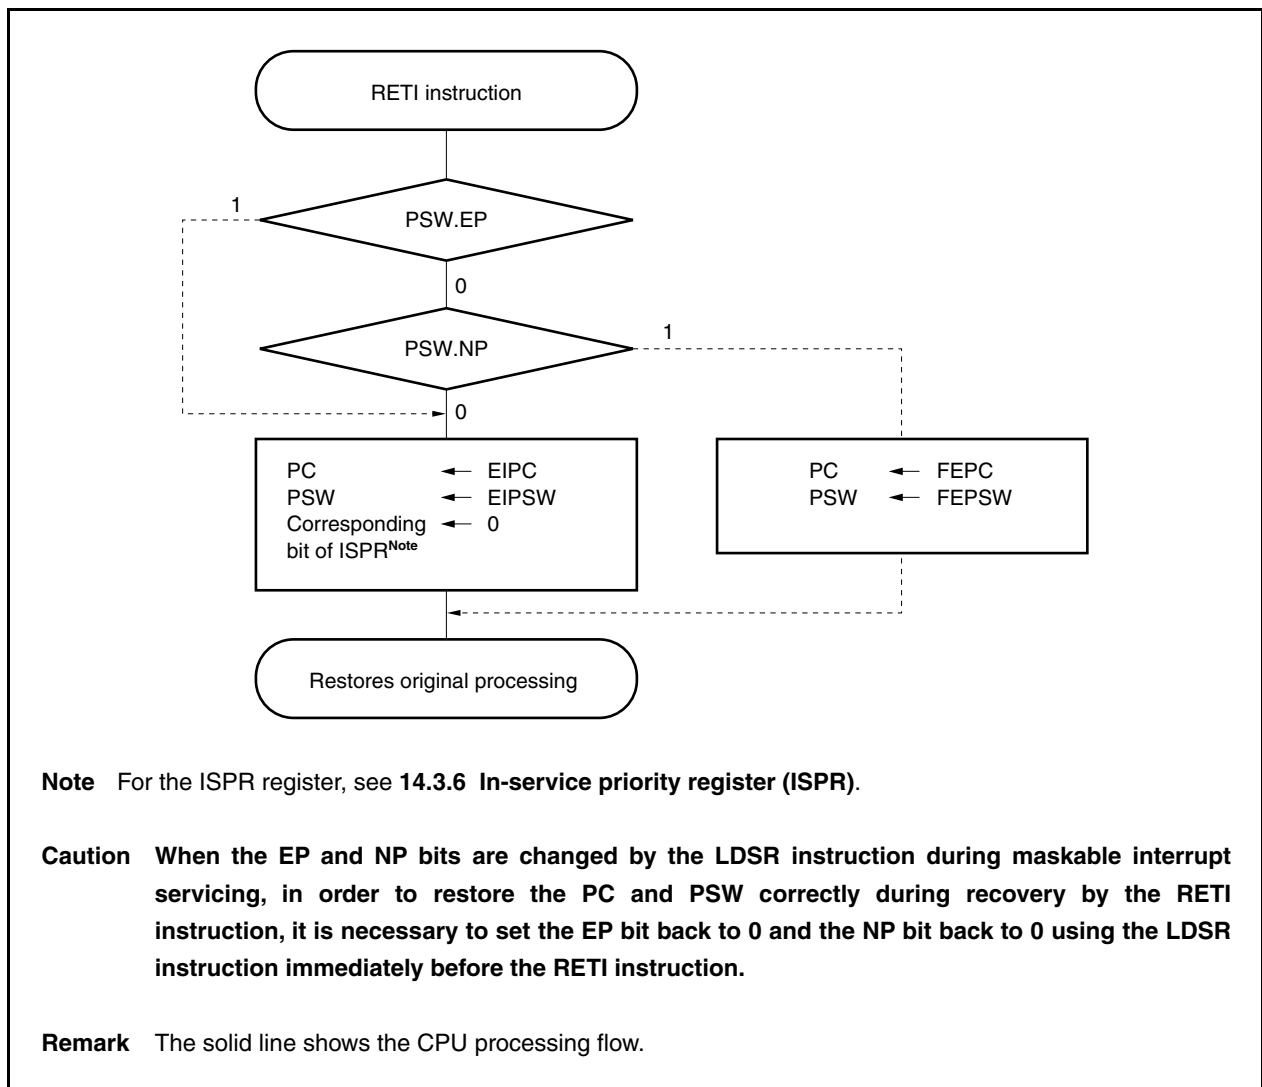 RETI instruction
1
PSW.EP
0
PSW.NP
1
0
PC ← EIPC
PSW ← EIPSW
Corresponding ← 0
bit of ISPRNote
PC ← FEPC
PSW ← FEPSW
Restores original processing
Note For the ISPR register, see 14.3.6 In-service priority register (ISPR).
Caution When the EP and NP bits are changed by the LDSR instruction during maskable interrupt
servicing, in order to restore the PC and PSW correctly during recovery by the RETI
instruction, it is necessary to set the EP bit back to 0 and the NP bit back to 0 using the LDSR
instruction immediately before the RETI instruction.
Remark The solid line shows the CPU processing flow.